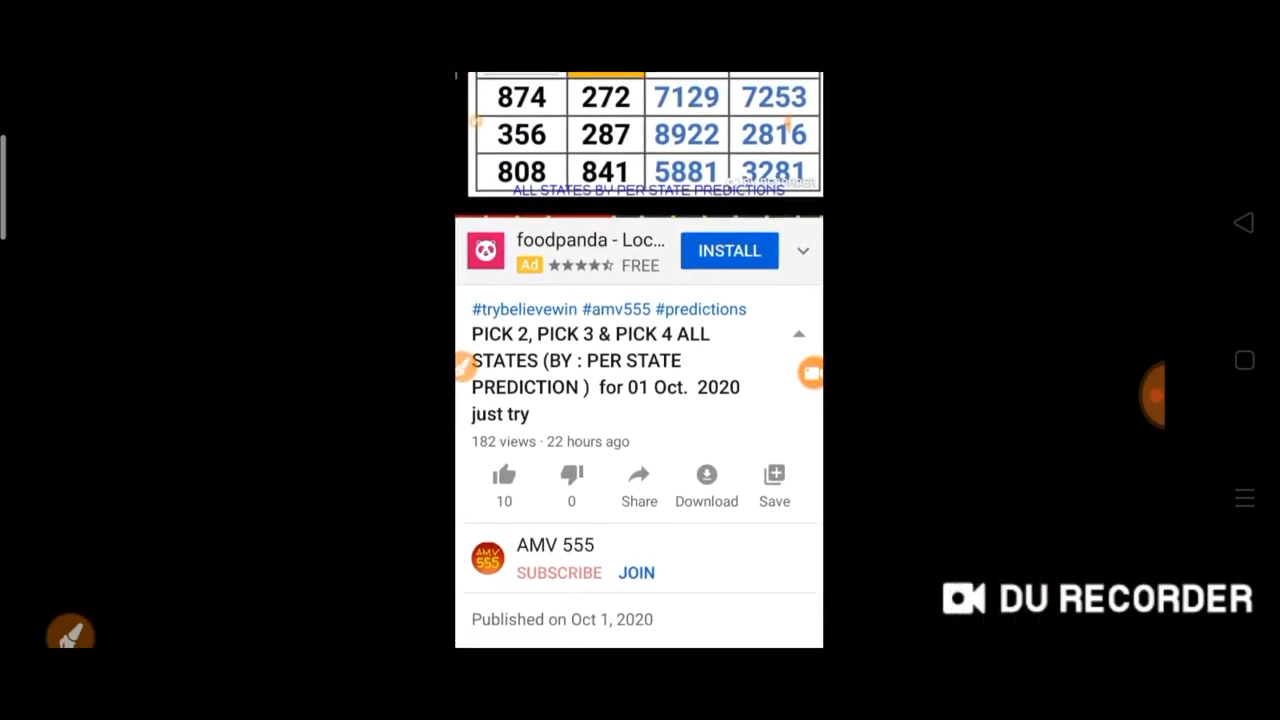 874 272 7129 7253
356 287 8922 2816
808 841 5881 3281
ALL STATES BY PER STATE PREDICTIONS
foodpanda - Loc...
INSTALL
Ad FREE
#trybelievewin #amv555 #predictions
PICK 2, PICK 3 & PICK 4 ALL
STATES (BY : PER STATE
PREDICTION ) for 01 Oct. 2020
just try
182 views · 22 hours ago
10 0 Share Download Save
AMV 555
AMV
555
SUBSCRIBE JOIN
Published on Oct 1, 2020
DU RECORDER